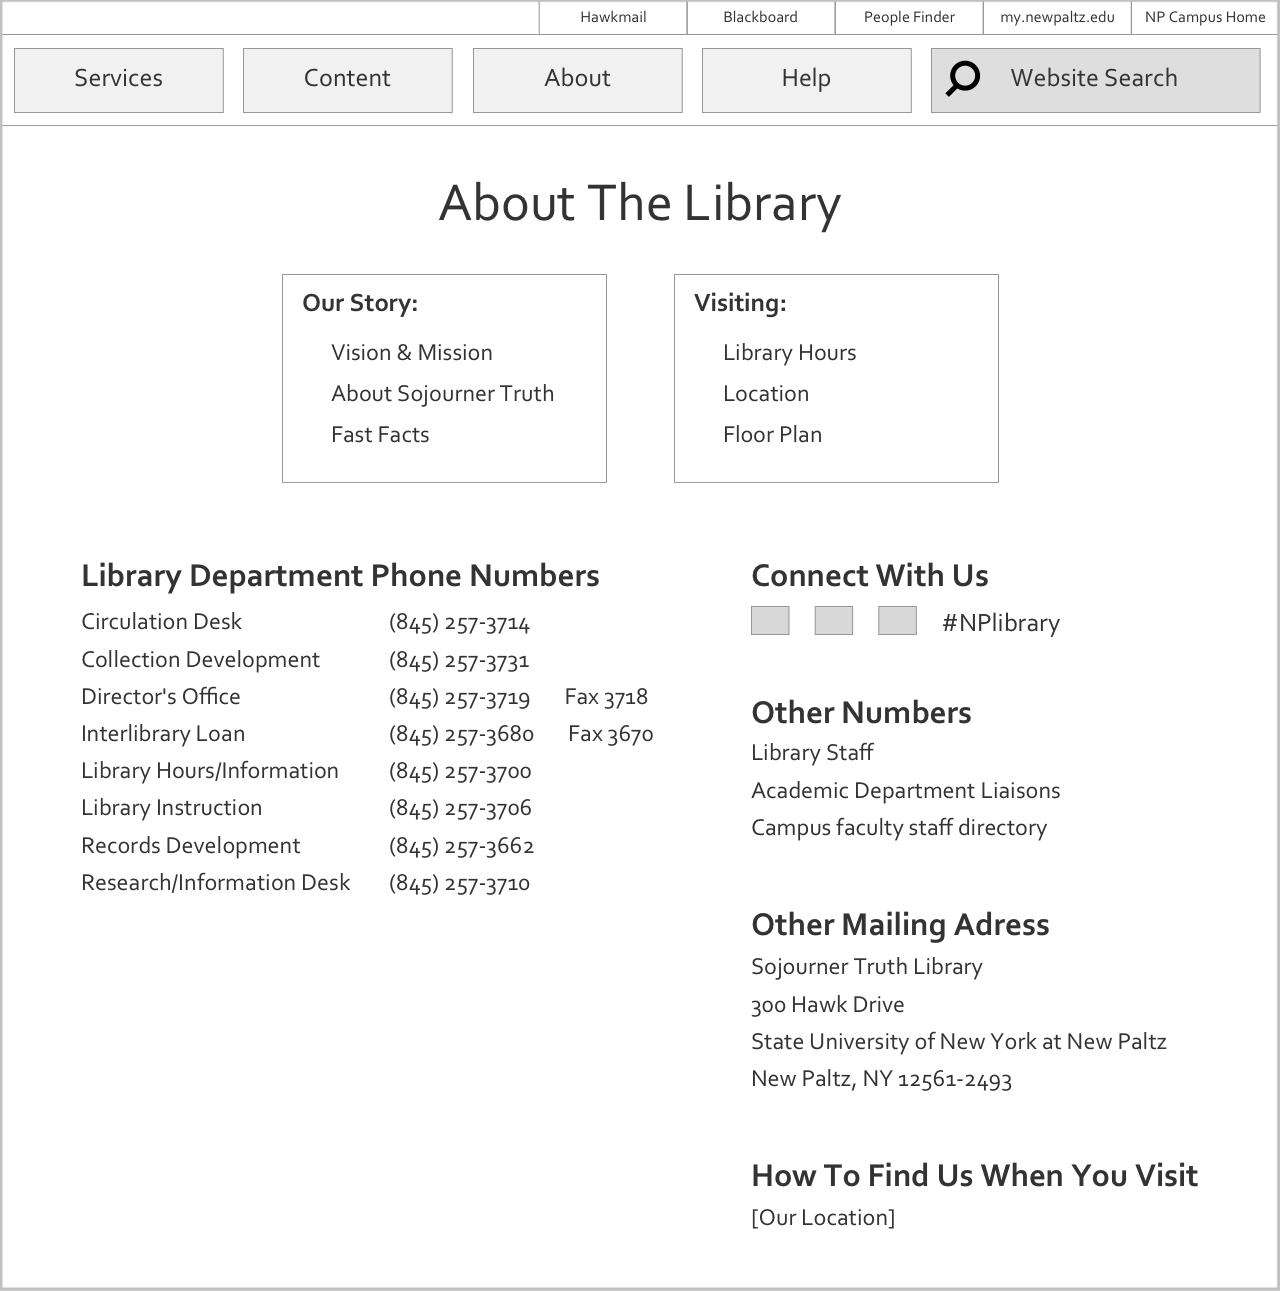 Hawkmail Blackboard People Finder my.newpaltz.edu NP Campus Home
Services Content About Help Website Search
About The Library
Our Story:
Vision & Mission
About Sojourner Truth
Fast Facts
Visiting:
Library Hours
Location
Floor Plan
Library Department Phone Numbers
Circulation Desk (845) 257-3714
Collection Development (845) 257-3731
Director's Office (845) 257-3719 Fax 3718
Interlibrary Loan (845) 257-3680 Fax 3670
Library Hours/Information (845) 257-3700
Library Instruction (845) 257-3706
Records Development (845) 257-3662
Research/Information Desk (845) 257-3710
Connect With Us
#NPlibrary
Other Numbers
Library Staff
Academic Department Liaisons
Campus faculty staff directory
Other Mailing Adress
Sojourner Truth Library
300 Hawk Drive
State University of New York at New Paltz
New Paltz, NY 12561-2493
How To Find Us When You Visit
[Our Location]